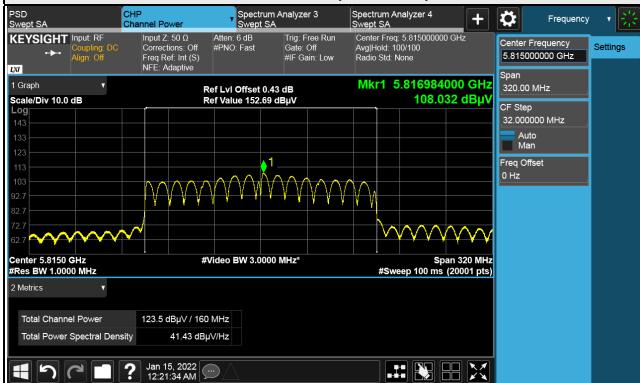 PSD
Swept SA
CHP
Channel Power
Spectrum Analyzer 3
Swept SA
Spectrum Analyzer 4
Swept SA
Frequency
KEYSIGHT
Input: RF
Coupling: DC
Align: Off
Input Z: 50 Ω
Corrections: Off
Freq Ref: Int (S)
NFE: Adaptive
Atten: 6 dB
#PNO: Fast
Trig: Free Run
Gate: Off
#IF Gain: Low
Center Freq: 5.815000000 GHz
Avg|Hold: 100/100
Radio Std: None
LXI
Center Frequency
5.815000000 GHz
Settings
Span
320.00 MHz
CF Step
32.000000 MHz
Auto
Man
Freq Offset
0 Hz
1 Graph
Scale/Div 10.0 dB
Ref Lvl Offset 0.43 dB
Ref Value 152.69 dBµV
Mkr1 5.816984000 GHz
108.032 dBµV
Log
143
133
123
113
103
92.7
82.7
72.7
62.7
1
Center 5.8150 GHz
#Res BW 1.0000 MHz
#Video BW 3.0000 MHz*
Span 320 MHz
#Sweep 100 ms (20001 pts)
2 Metrics
Total Channel Power 123.5 dBµV / 160 MHz
Total Power Spectral Density 41.43 dBµV/Hz
?
Jan 15, 2022
12:21:34 AM